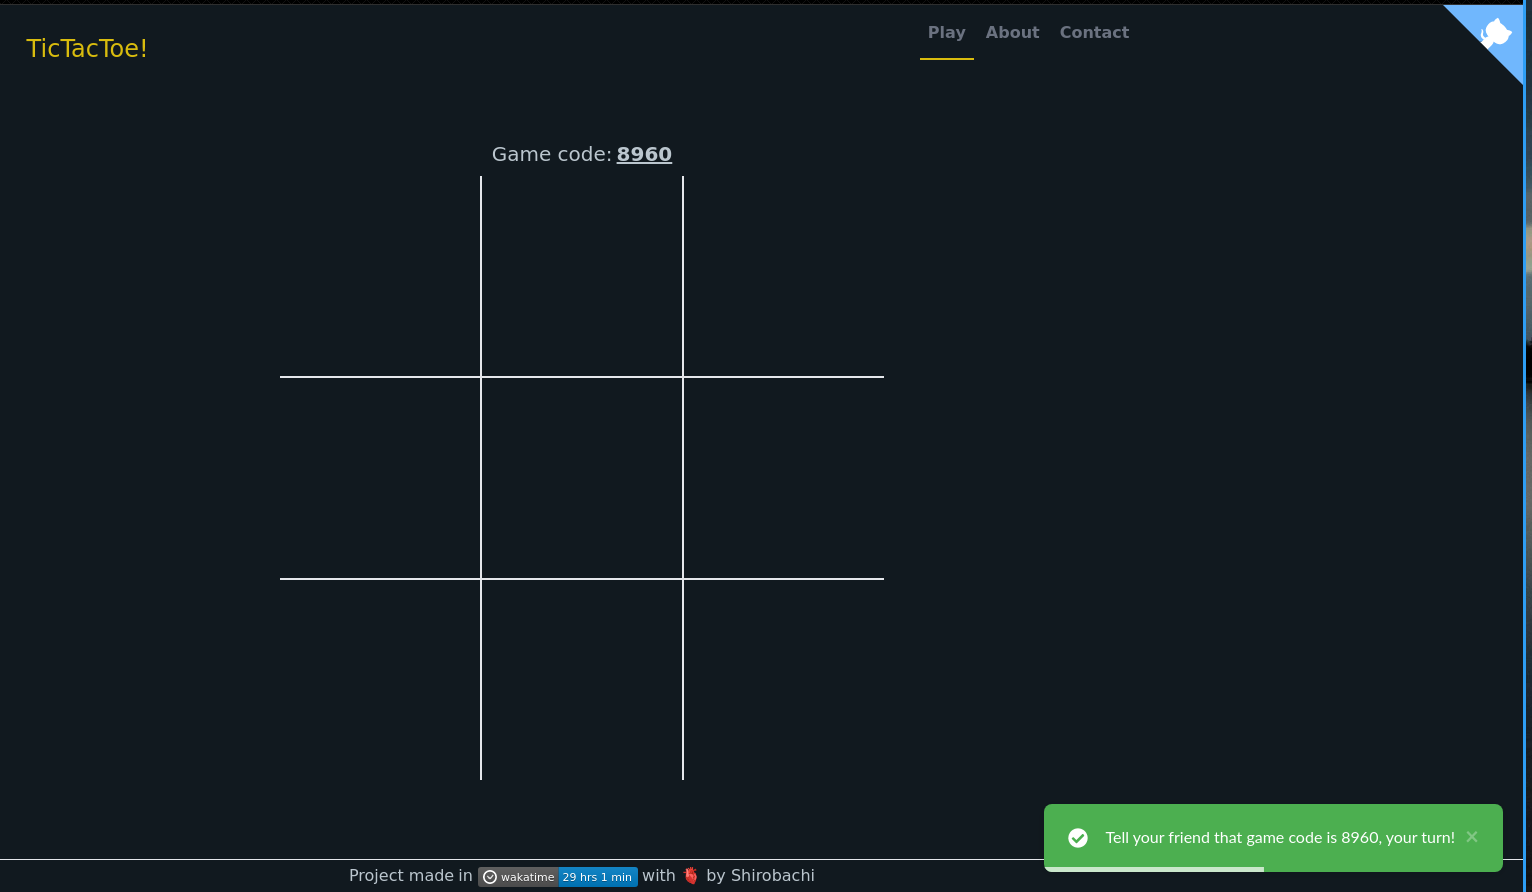 TicTacToe!
Play About Contact
Game code: 8960
Tell your friend that game code is 8960, your turn!
Project made in wakatime 29 hrs 1 min with 🫀 by Shirobachi